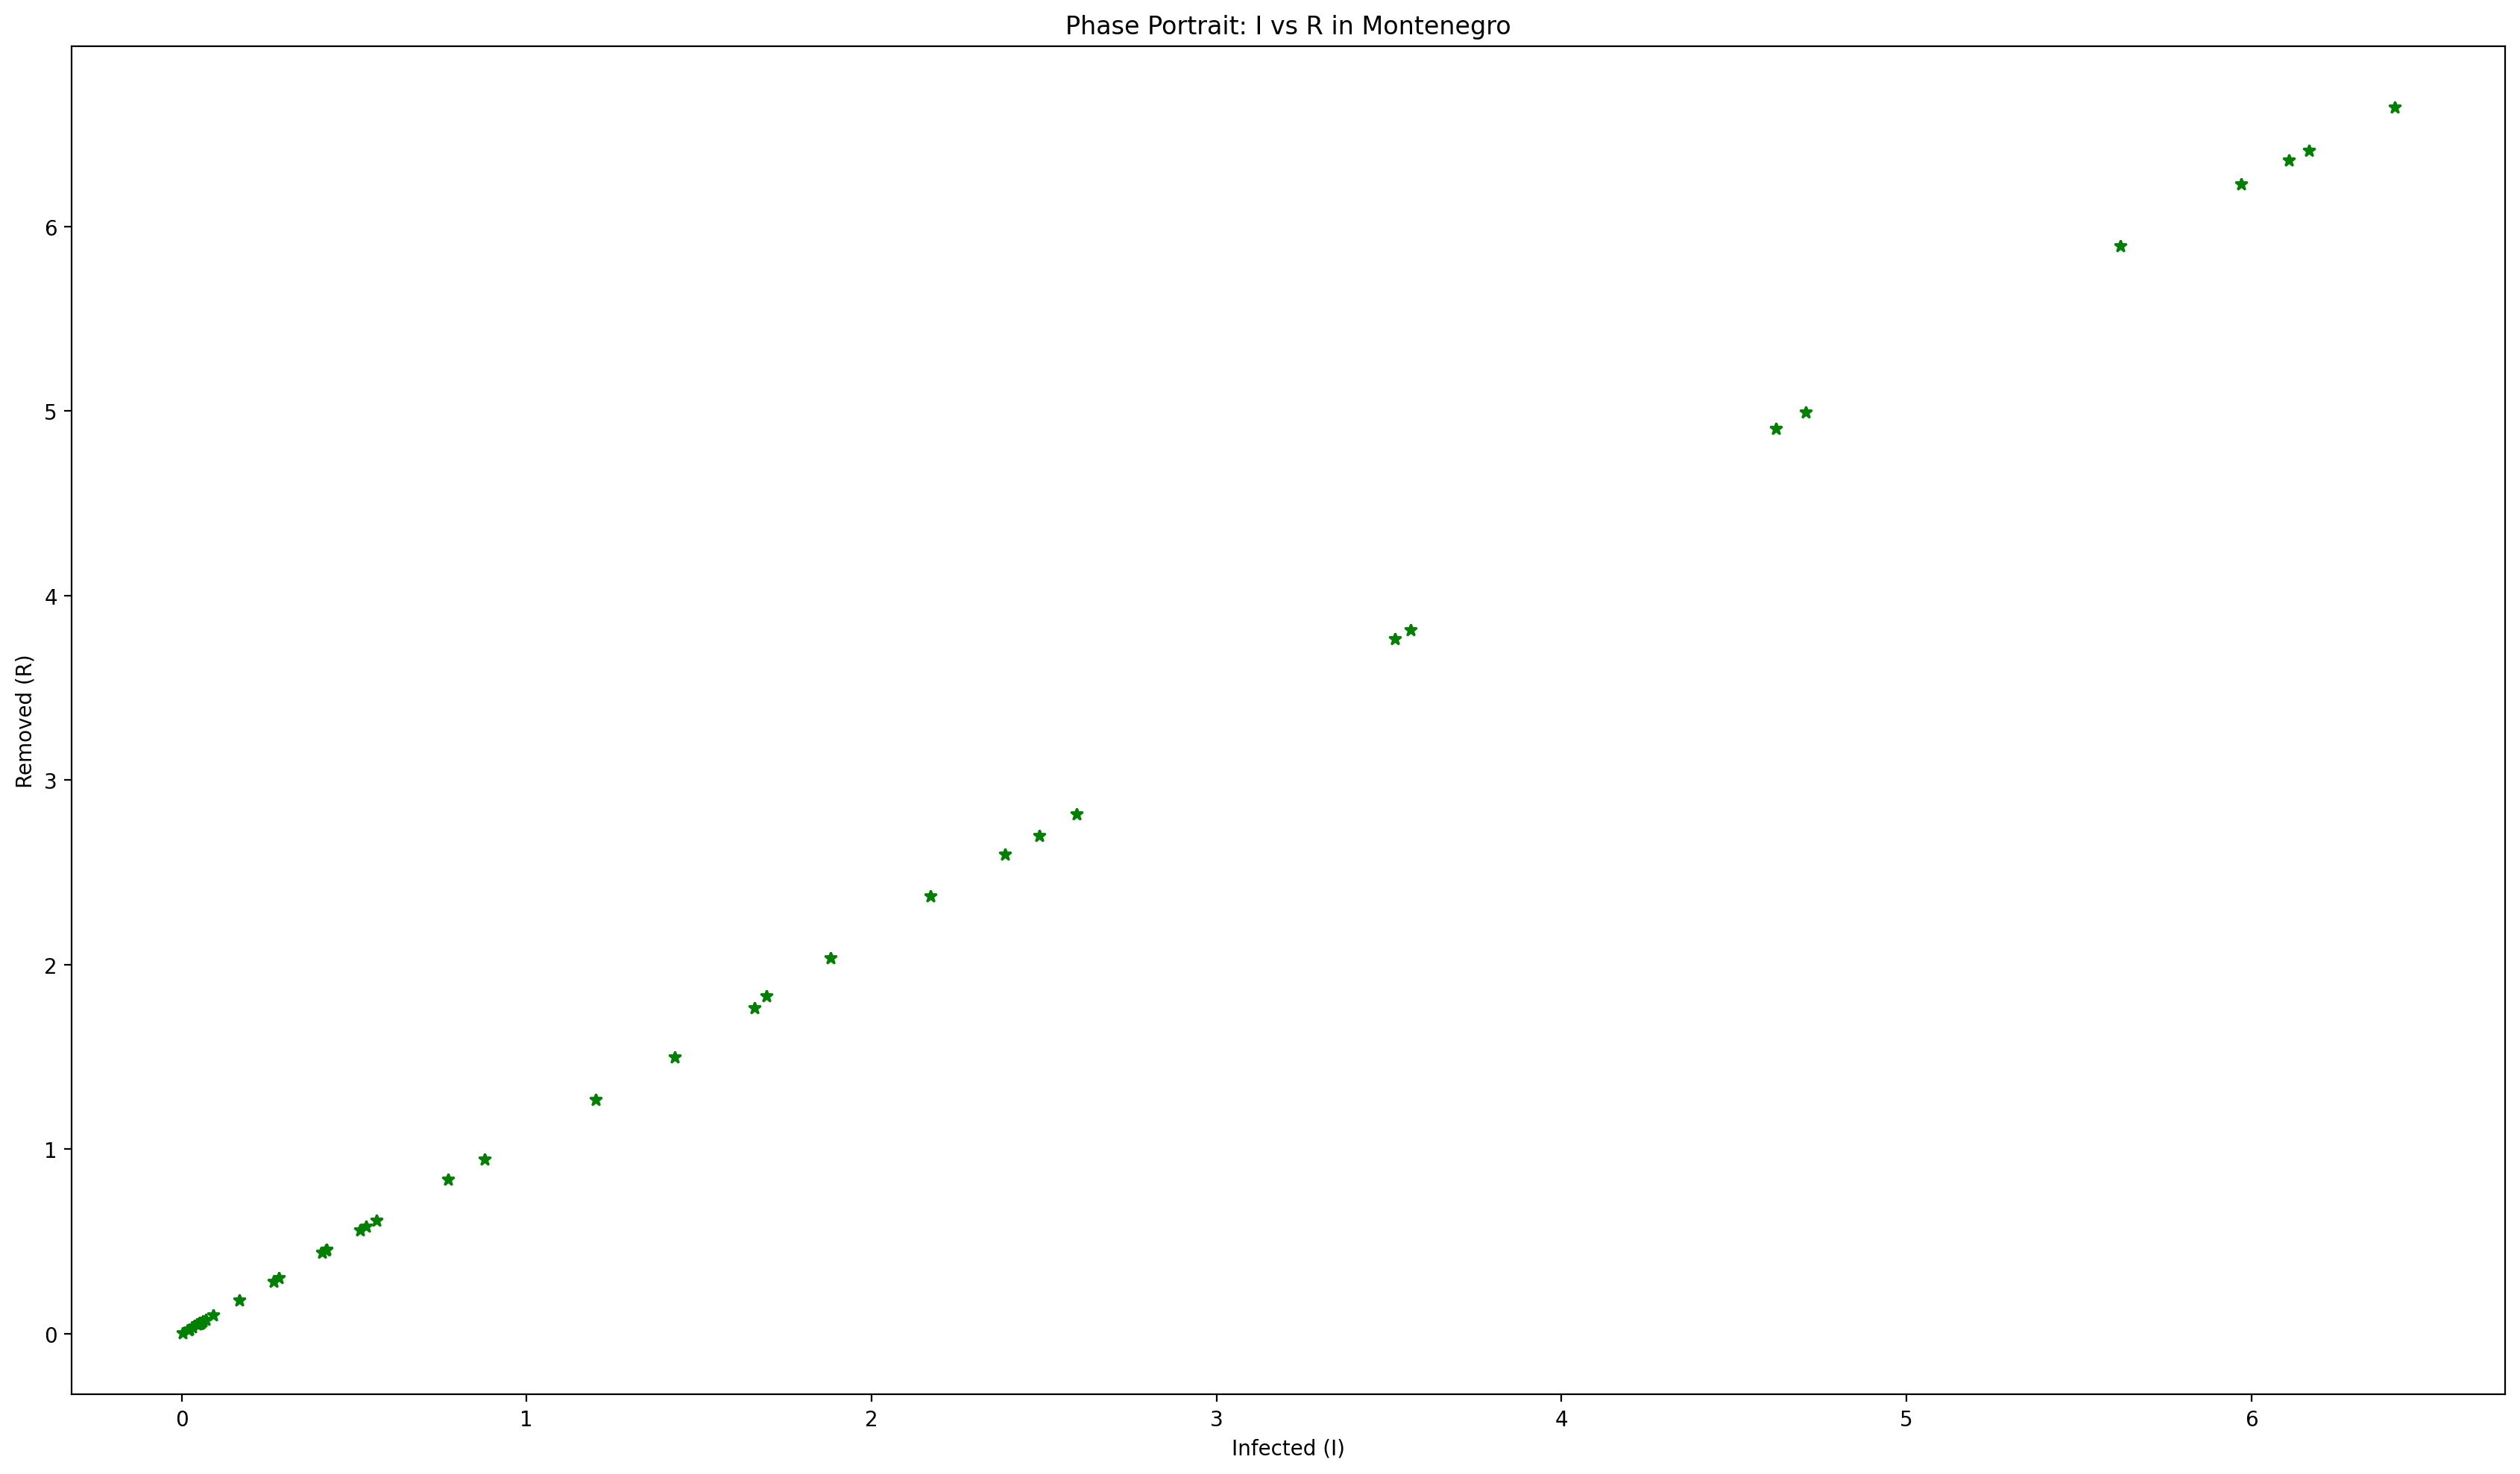 Phase Portrait: I vs R in Montenegro
6
5
4
3
2
1
0
Removed (R)
0 1 2 3 4 5 6
Infected (I)